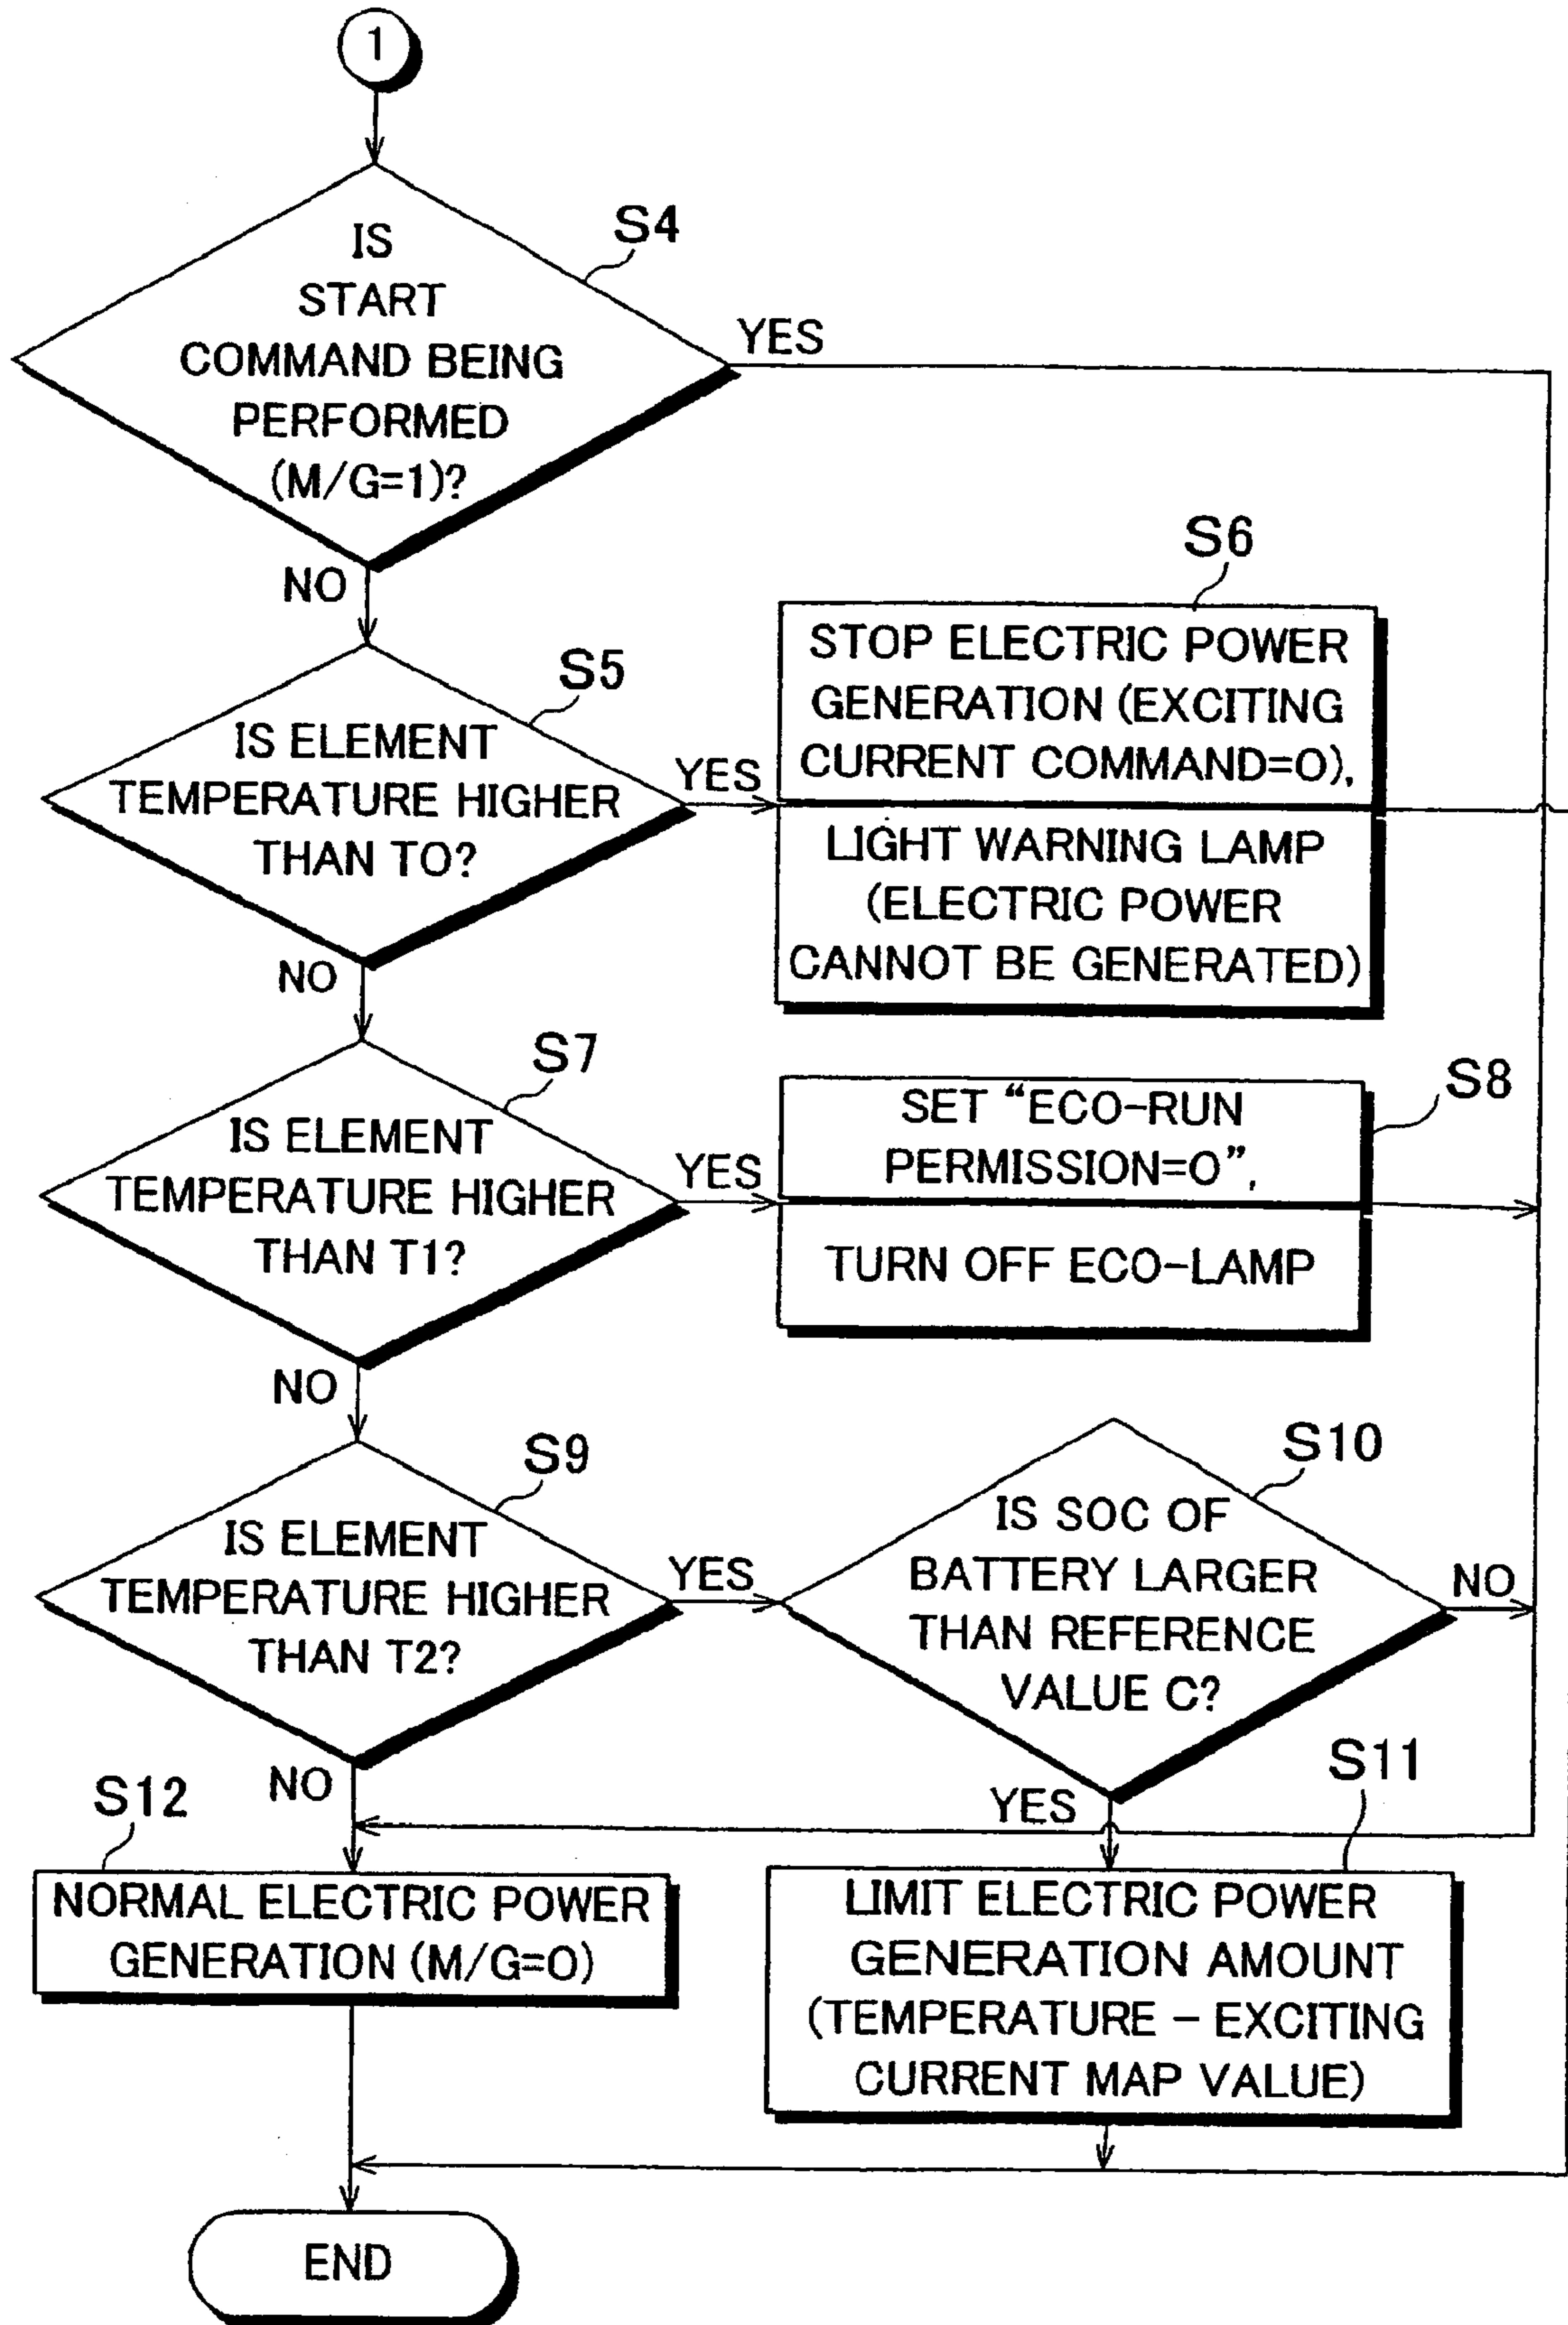 1
IS
START
COMMAND BEING
PERFORMED
(M/G=1)?
S4
YES
NO
IS ELEMENT
TEMPERATURE HIGHER
THAN T0?
S5
YES
NO
S6
STOP ELECTRIC POWER
GENERATION (EXCITING
CURRENT COMMAND=0),
LIGHT WARNING LAMP
(ELECTRIC POWER
CANNOT BE GENERATED)
IS ELEMENT
TEMPERATURE HIGHER
THAN T1?
S7
YES
NO
S8
SET “ECO-RUN
PERMISSION=0”,
TURN OFF ECO-LAMP
IS ELEMENT
TEMPERATURE HIGHER
THAN T2?
S9
YES
NO
S10
IS SOC OF
BATTERY LARGER
THAN REFERENCE
VALUE C?
NO
YES
S12
NORMAL ELECTRIC POWER
GENERATION (M/G=0)
S11
LIMIT ELECTRIC POWER
GENERATION AMOUNT
(TEMPERATURE - EXCITING
CURRENT MAP VALUE)
END